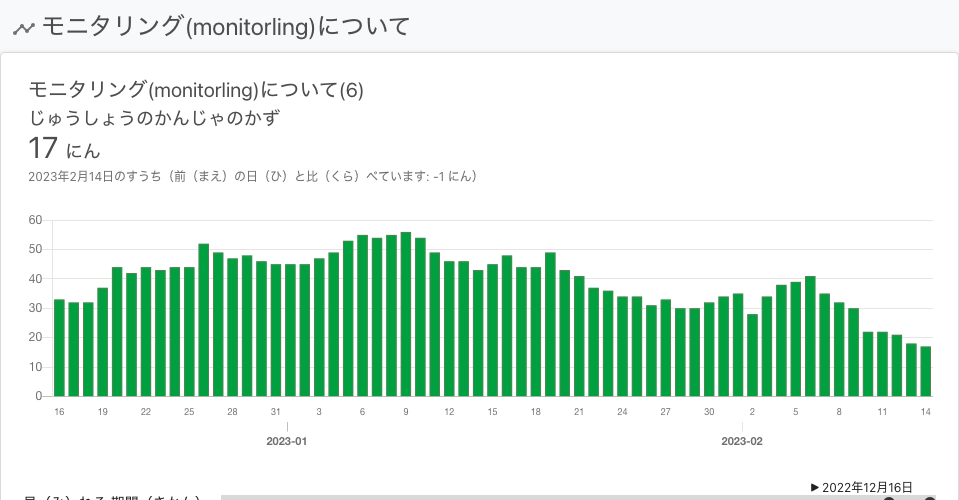 モニタリング(monitorling)について
モニタリング(monitorling)について(6)
じゅうしょうのかんじゃのかず
17 にん
2023年2月14日のすうち（前（まえ）の日（ひ）と比（くら）べています: -1 にん）
60
50
40
30
20
10
0
16 19 22 25 28 31 3 6 9 12 15 18 21 24 27 30 2 5 8 11 14
2023-01 2023-02
▶ 2022年12月16日